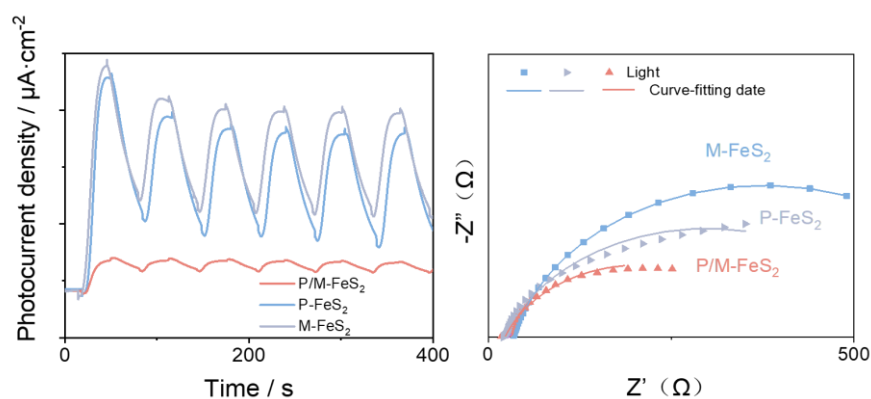 Photocurrent density / μA·cm⁻²
P/M-FeS₂
P-FeS₂
M-FeS₂
0
200
400
Time / s
Light
Curve-fitting date
M-FeS₂
P-FeS₂
P/M-FeS₂
-Z" (Ω)
0
500
Z' (Ω)